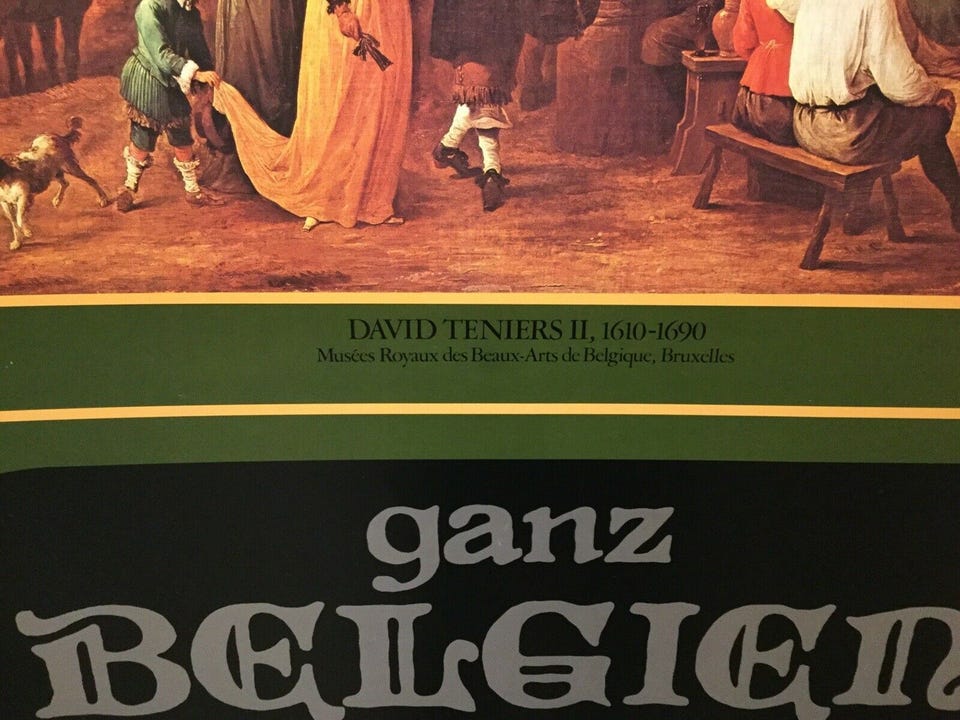 DAVID TENIERS II, 1610-1690
Musées Royaux des Beaux-Arts de Belgique, Bruxelles
ganz
BELGIEN